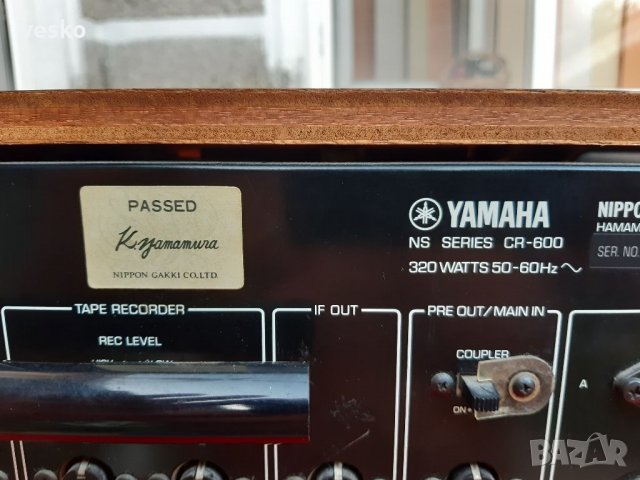 vesko
PASSED
K. Yamamura
NIPPON GAKKI CO.LTD.
YAMAHA
NS SERIES CR-600
320 WATTS 50-60Hz
NIPPO
HAMAM
SER. NO.
TAPE RECORDER
REC LEVEL
IF OUT
PRE OUT/MAIN IN
COUPLER
ON
A
BAZAR